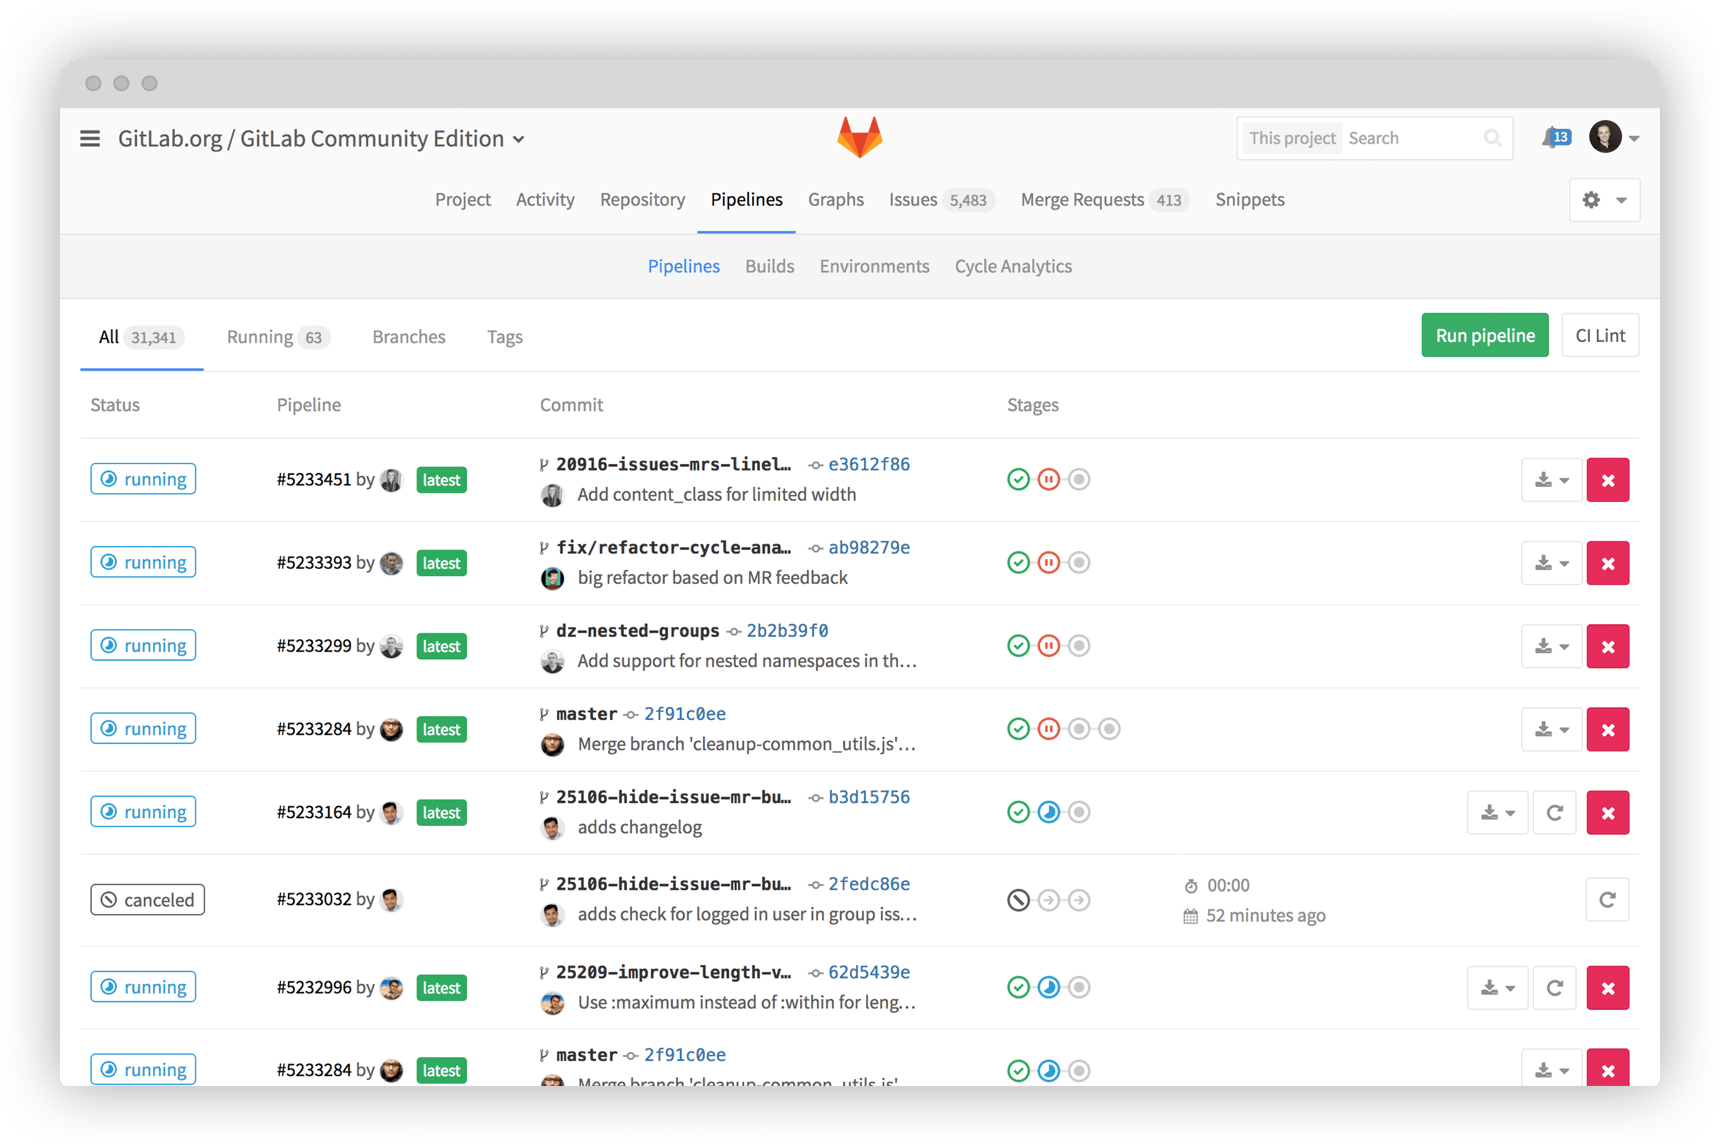 GitLab.org / GitLab Community Edition
This project Search
13
Project Activity Repository Pipelines Graphs Issues 5,483 Merge Requests 413 Snippets
Pipelines Builds Environments Cycle Analytics
All 31,341 Running 63 Branches Tags
Run pipeline CI Lint
Status Pipeline Commit Stages
running #5233451 by latest 20916-issues-mrs-linel... e3612f86
Add content_class for limited width
running #5233393 by latest fix/refactor-cycle-ana... ab98279e
big refactor based on MR feedback
running #5233299 by latest dz-nested-groups 2b2b39f0
Add support for nested namespaces in th...
running #5233284 by latest master 2f91c0ee
Merge branch 'cleanup-common_utils.js'...
running #5233164 by latest 25106-hide-issue-mr-bu... b3d15756
adds changelog
canceled #5233032 by 25106-hide-issue-mr-bu... 2fedc86e 00:00
adds check for logged in user in group iss... 52 minutes ago
running #5232996 by latest 25209-improve-length-v... 62d5439e
Use :maximum instead of :within for leng...
running #5233284 by latest master 2f91c0ee
Merge branch 'cleanup-common_utils.js'